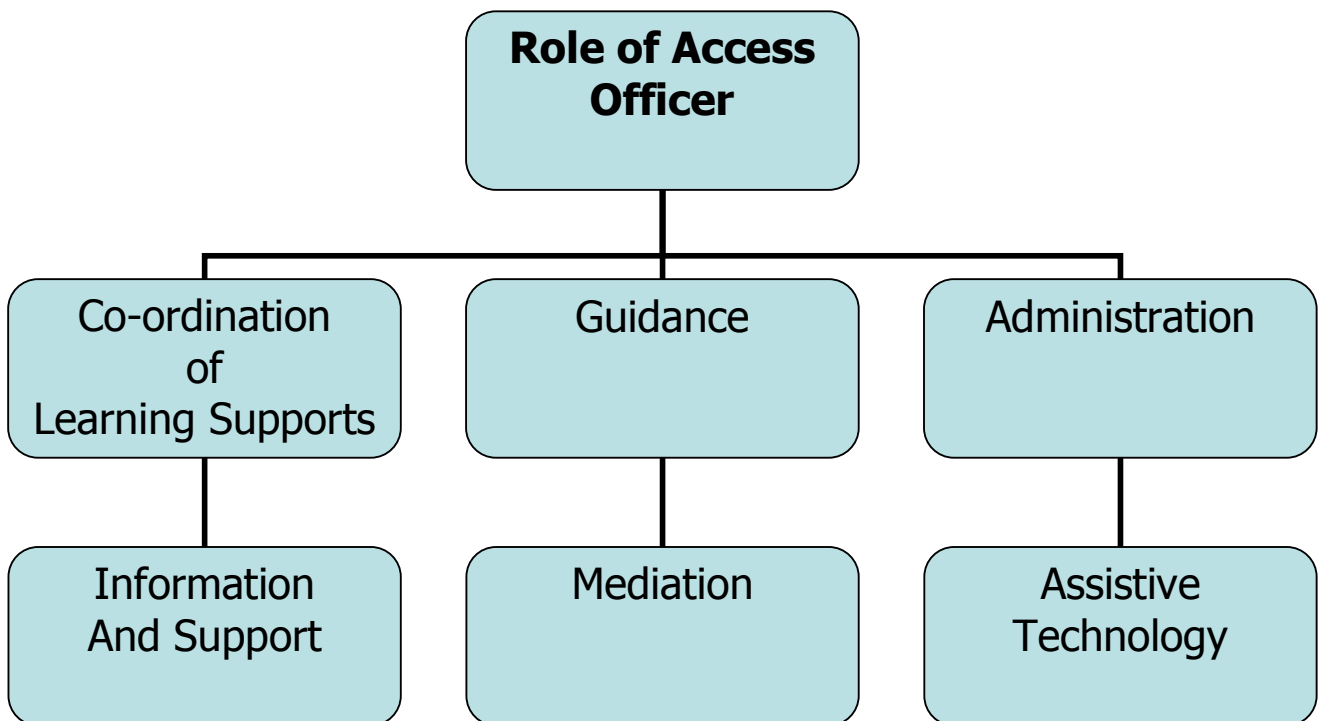 Role of Access
Officer
Co-ordination
of
Learning Supports
Guidance
Administration
Information
And Support
Mediation
Assistive
Technology